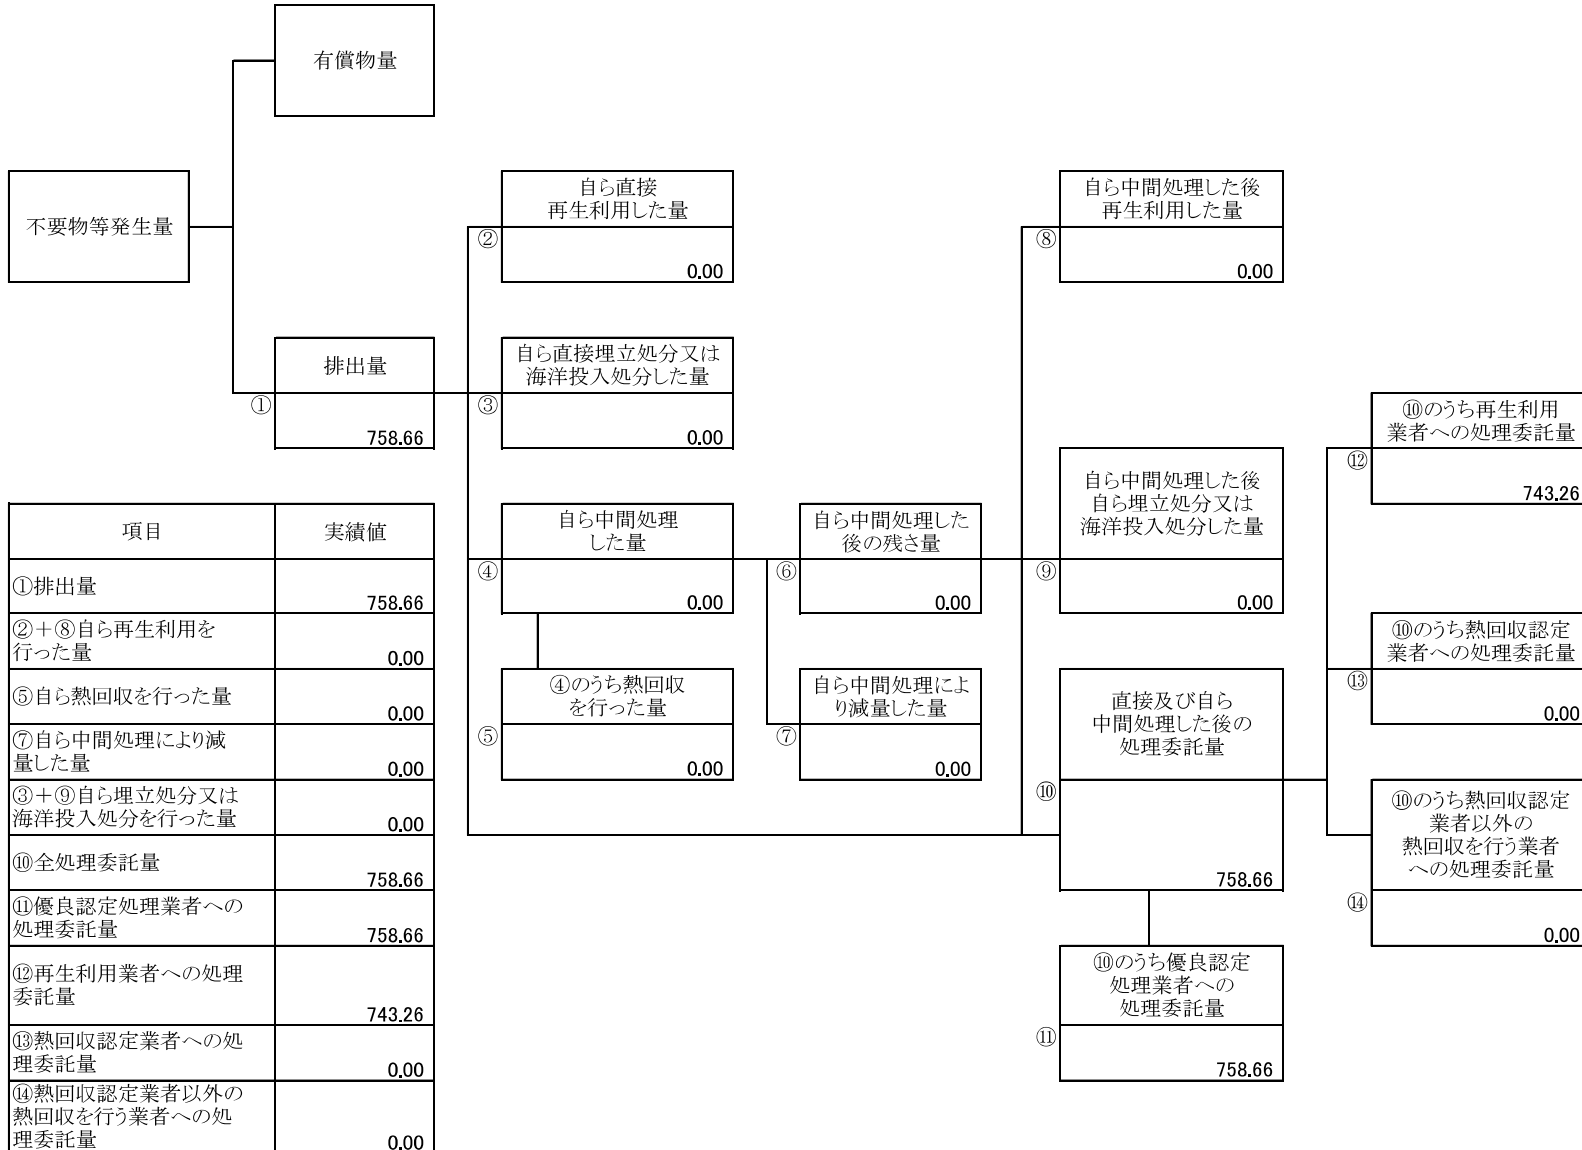 有償物量
不要物等発生量
排出量
①
758.66
自ら直接
再生利用した量
②
0.00
自ら直接埋立処分又は
海洋投入処分した量
③
0.00
自ら中間処理
した量
④
0.00
④のうち熱回収
を行った量
⑤
0.00
自ら中間処理した
後の残さ量
⑥
0.00
自ら中間処理によ
り減量した量
⑦
0.00
自ら中間処理した後
再生利用した量
⑧
0.00
自ら中間処理した後
自ら埋立処分又は
海洋投入処分した量
⑨
0.00
直接及び自ら
中間処理した後の
処理委託量
⑩
758.66
⑩のうち優良認定
処理業者への
処理委託量
⑪
758.66
⑩のうち再生利用
業者への処理委託量
⑫
743.26
⑩のうち熱回収認定
業者への処理委託量
⑬
0.00
⑩のうち熱回収認定
業者以外の
熱回収を行う業者
への処理委託量
⑭
0.00
項目 実績値
①排出量
758.66
②+⑧自ら再生利用を
行った量
0.00
⑤自ら熱回収を行った量
0.00
⑦自ら中間処理により減
量した量
0.00
③+⑨自ら埋立処分又は
海洋投入処分を行った量
0.00
⑩全処理委託量
758.66
⑪優良認定処理業者への
処理委託量
758.66
⑫再生利用業者への処理
委託量
743.26
⑬熱回収認定業者への処
理委託量
0.00
⑭熱回収認定業者以外の
熱回収を行う業者への処
理委託量
0.00